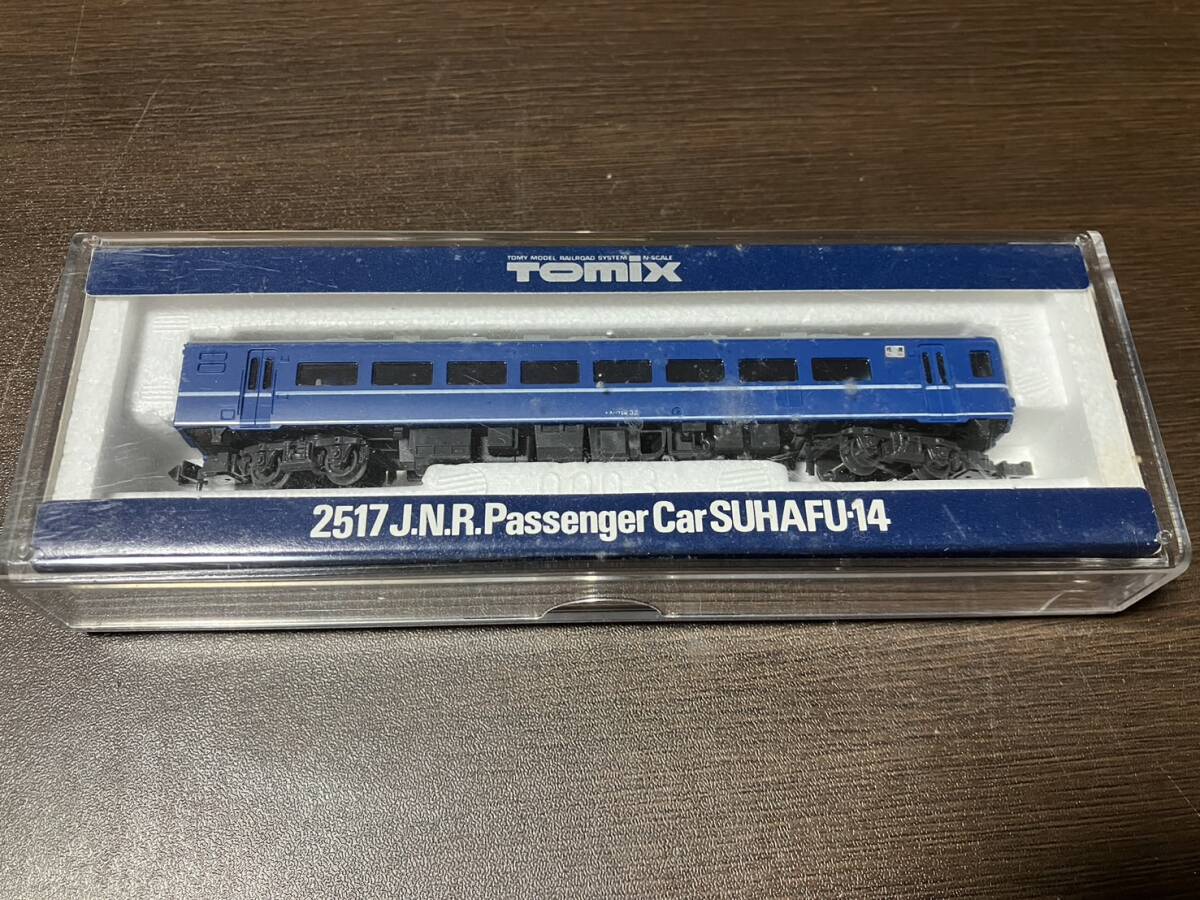 TOMY MODEL RAILROAD SYSTEM N-SCALE
TOMIX
2517 J.N.R. Passenger Car SUHAFU·14